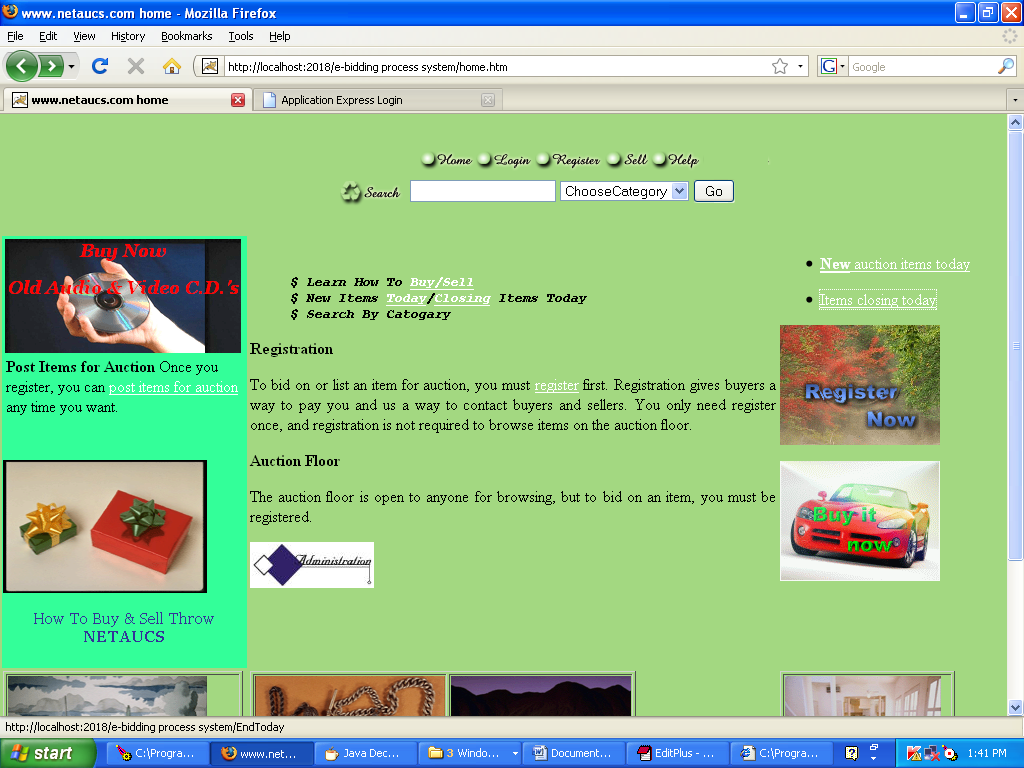 www.netaucs.com home - Mozilla Firefox
File Edit View History Bookmarks Tools Help
http://localhost:2018/e-bidding process system/home.htm
G Google
www.netaucs.com home
Application Express Login
Home Login Register Sell Help
Search ChooseCategory Go
Buy Now
Old Audio & Video C.D.'s
Post Items for Auction Once you
register, you can post items for auction
any time you want.
How To Buy & Sell Throw
NETAUCS
$ Learn How To Buy/Sell
$ New Items Today/Closing Items Today
$ Search By Catogary
Registration
To bid on or list an item for auction, you must register first. Registration gives buyers a
way to pay you and us a way to contact buyers and sellers. You only need register
once, and registration is not required to browse items on the auction floor.
Auction Floor
The auction floor is open to anyone for browsing, but to bid on an item, you must be
registered.
Administration
New auction items today
Items closing today
Register
Now
Buy it
now
http://localhost:2018/e-bidding process system/EndToday
start C:\Progra... www.net... Java Dec... 3 Windo... Document... EditPlus - ... C:\Progra... 1:41 PM